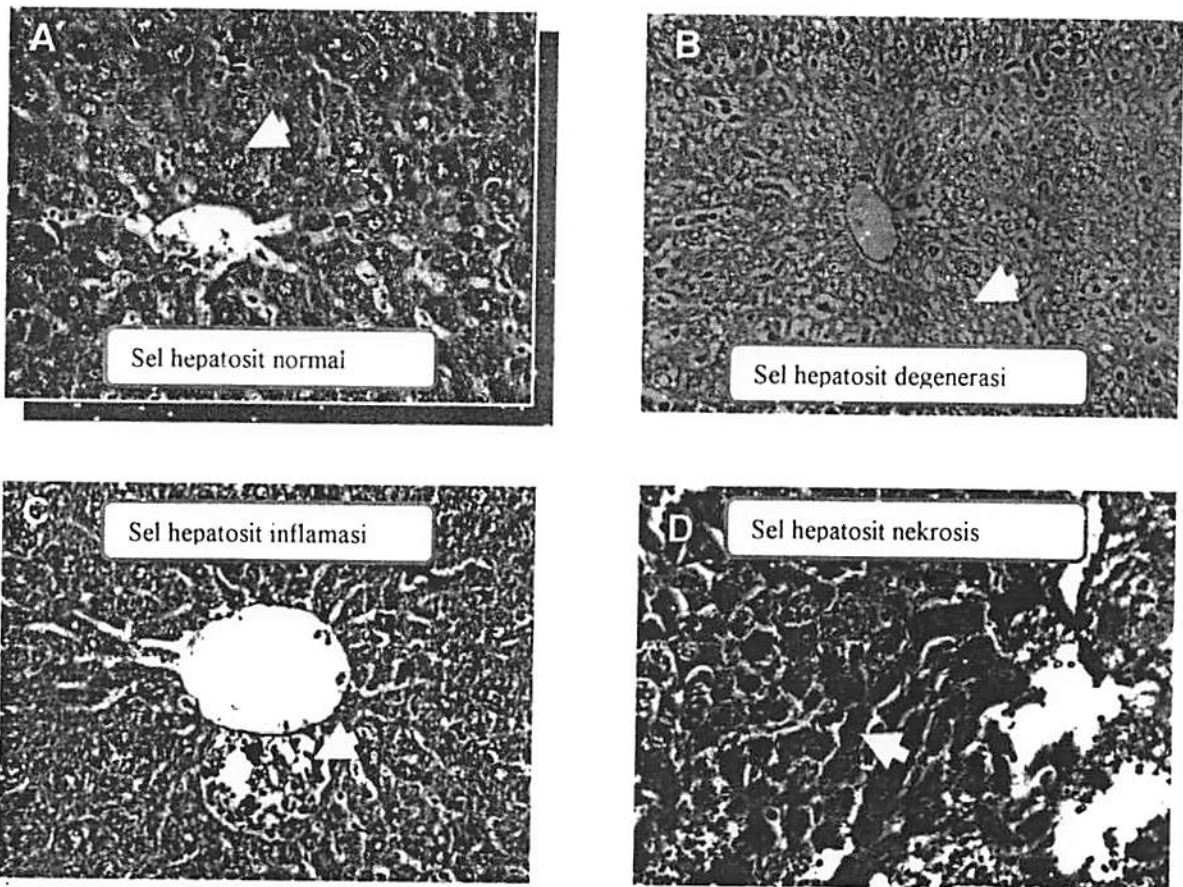 A
Sel hepatosit normal
B
Sel hepatosit degenerasi
C
Sel hepatosit inflamasi
D
Sel hepatosit nekrosis